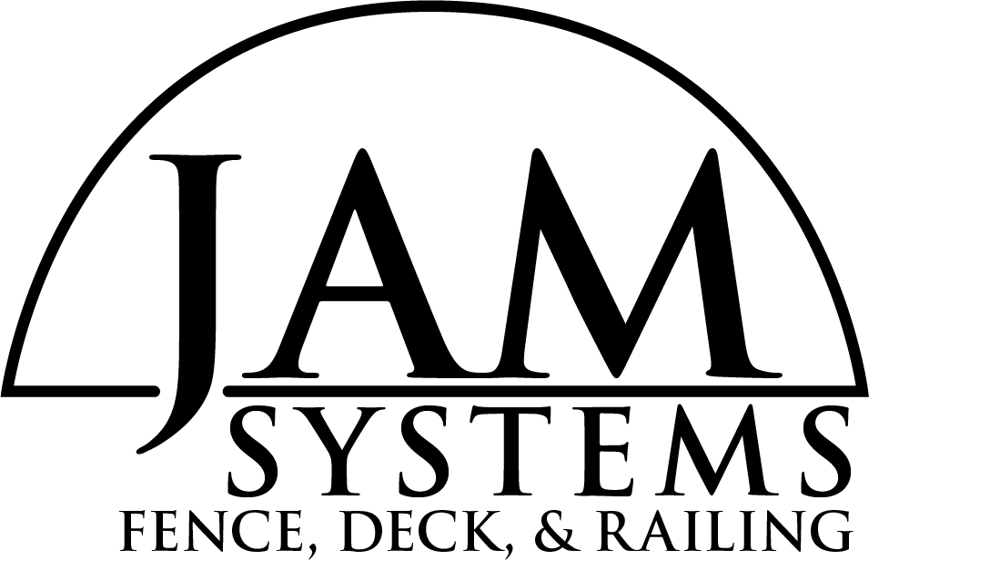 JAM
SYSTEMS
FENCE, DECK, & RAILING